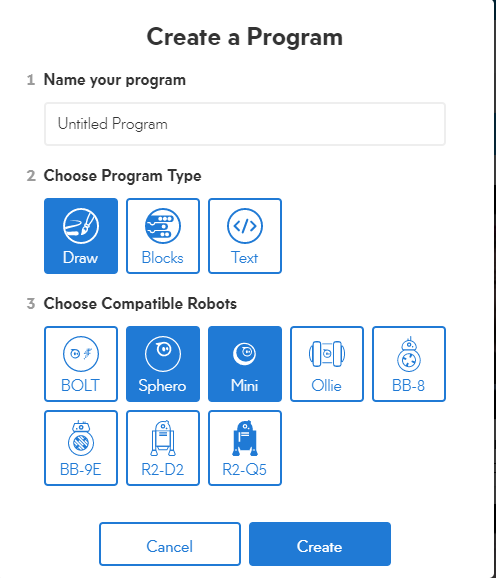 Create a Program
1 Name your program
Untitled Program
2 Choose Program Type
Draw Blocks Text
3 Choose Compatible Robots
BOLT Sphero Mini Ollie BB-8
BB-9E R2-D2 R2-Q5
Cancel Create